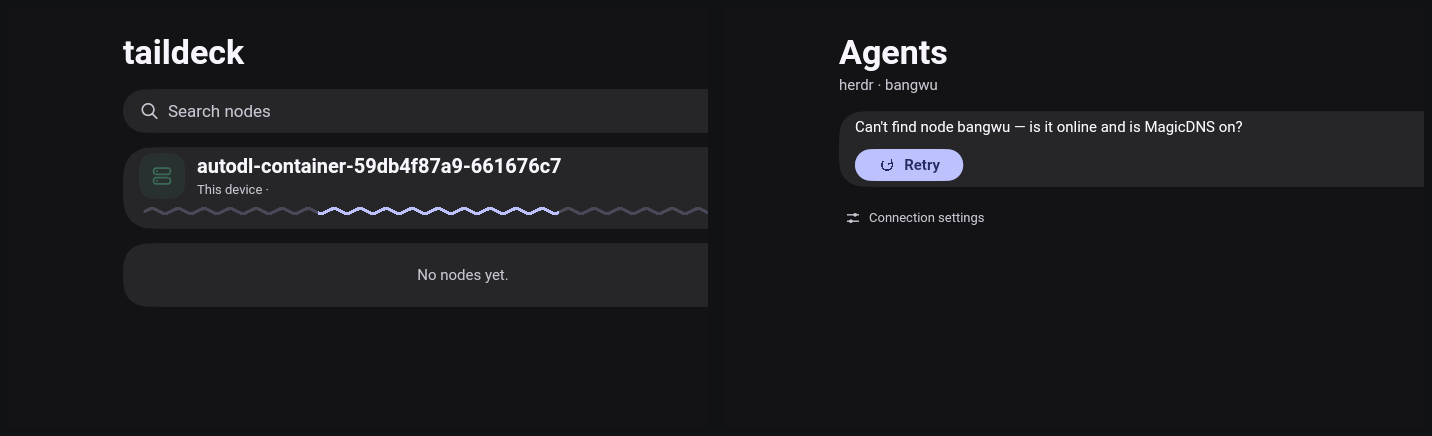 taildeck
Search nodes
autodl-container-59db4f87a9-661676c7
This device ·
No nodes yet.
Agents
herdr · bangwu
Can't find node bangwu — is it online and is MagicDNS on?
Retry
Connection settings